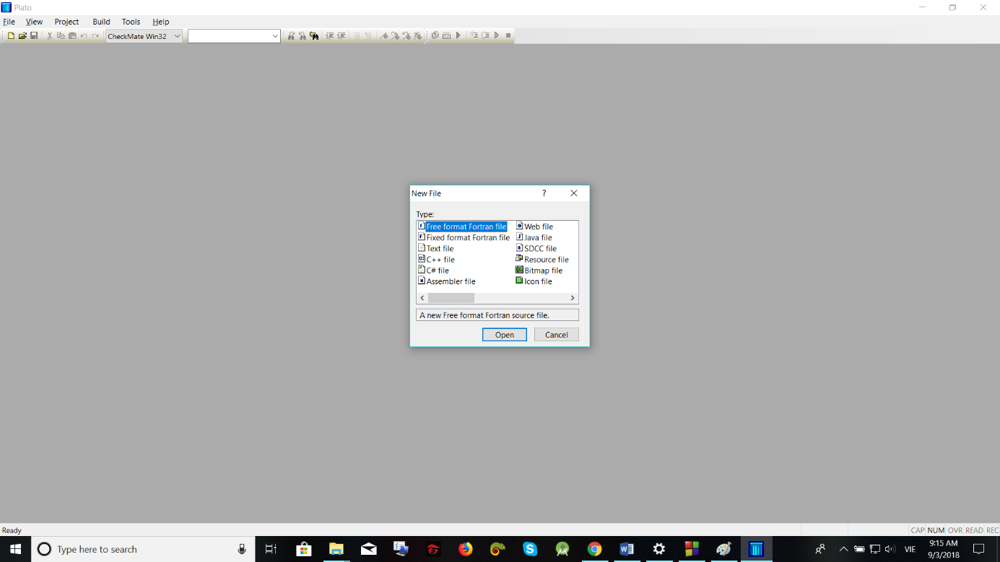 Plato
File View Project Build Tools Help
CheckMate Win32
New File ?
Type:
Free format Fortran file Web file
Fixed format Fortran file Java file
Text file SDCC file
C++ file Resource file
C# file Bitmap file
Assembler file Icon file
A new Free format Fortran source file.
Open Cancel
Ready CAP NUM OVR READ REC
Type here to search VIE 9:15 AM
9/3/2018